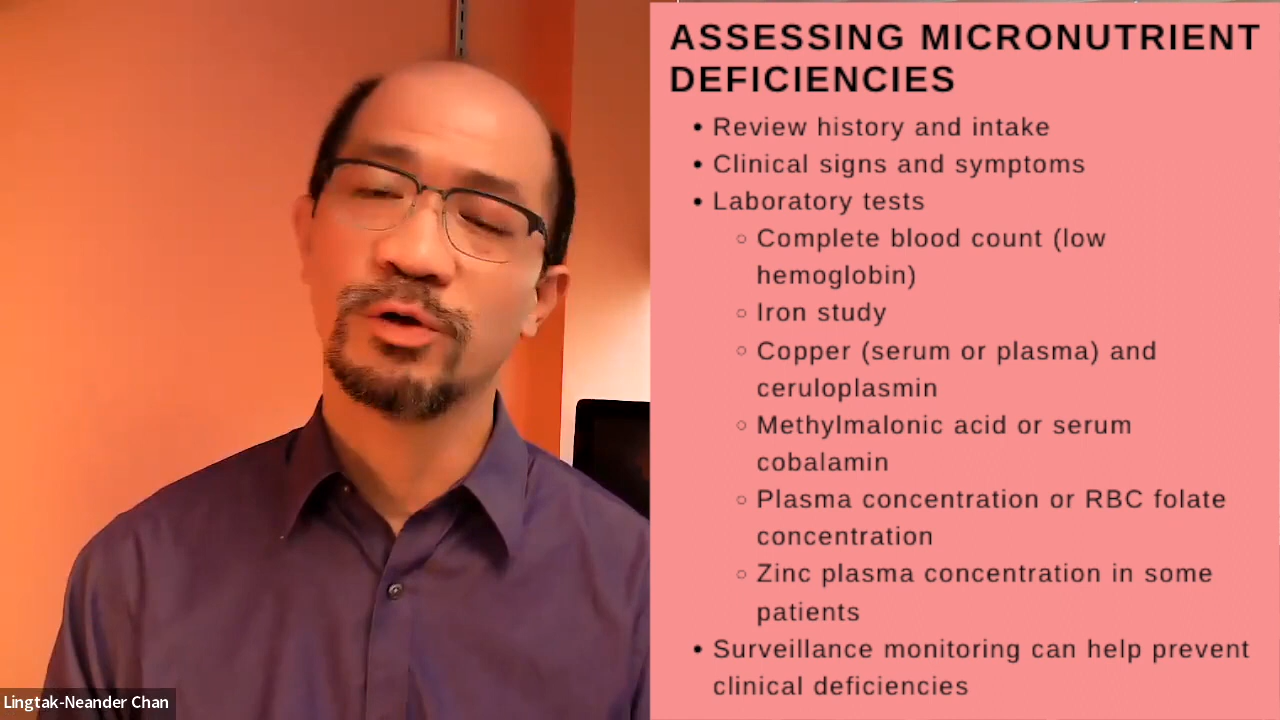 ASSESSING MICRONUTRIENT
DEFICIENCIES
• Review history and intake
• Clinical signs and symptoms
• Laboratory tests
○ Complete blood count (low
hemoglobin)
○ Iron study
○ Copper (serum or plasma) and
ceruloplasmin
○ Methylmalonic acid or serum
cobalamin
○ Plasma concentration or RBC folate
concentration
○ Zinc plasma concentration in some
patients
• Surveillance monitoring can help prevent
clinical deficiencies
Lingtak-Neander Chan